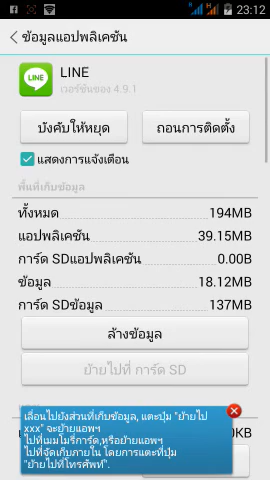 23:12
ข้อมูลแอปพลิเคชัน
LINE
LINE
เวอร์ชันของ 4.9.1
บังคับให้หยุด
ถอนการติดตั้ง
แสดงการแจ้งเตือน
พื้นที่เก็บข้อมูล
ทั้งหมด 194MB
แอปพลิเคชัน 39.15MB
การ์ด SDแอปพลิเคชัน 0.00B
ข้อมูล 18.12MB
การ์ด SDข้อมูล 137MB
ล้างข้อมูล
ย้ายไปที่ การ์ด SD
เลื่อนไปยังส่วนที่เก็บข้อมูล, แตะปุ่ม "ย้ายไป
xxx" จะย้ายแอพฯ
ไปที่เมมโมรี่การ์ด,หรือย้ายแอพฯ
ไปที่จัดเก็บภายใน โดยการแตะที่ปุ่ม
"ย้ายไปที่โทรศัพท์".